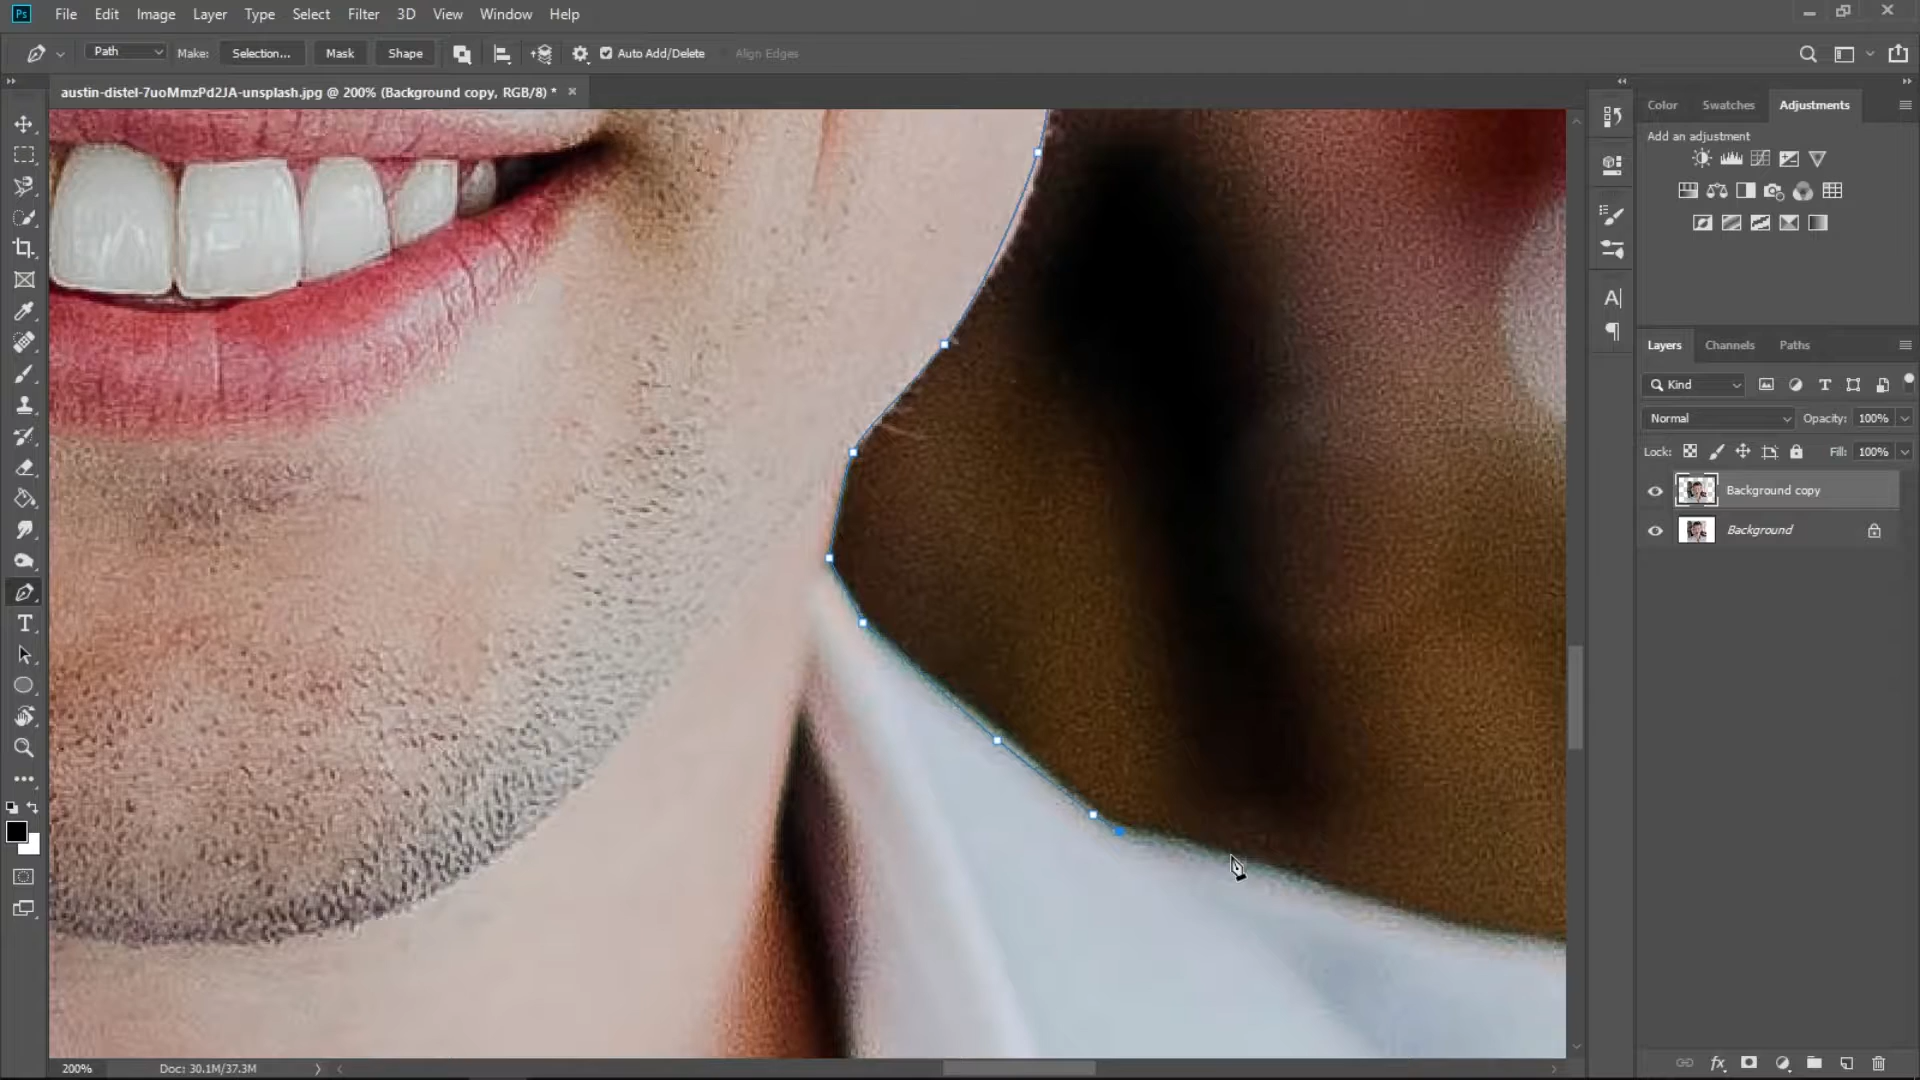 Ps File Edit Image Layer Type Select Filter 3D View Window Help
Path Make: Selection... Mask Shape Auto Add/Delete Align Edges
austin-distel-7uoMmzPd2JA-unsplash.jpg @ 200% (Background copy, RGB/8) *
Color Swatches Adjustments
Add an adjustment
Layers Channels Paths
Kind
Normal Opacity: 100%
Lock: Fill: 100%
Background copy
Background
200% Doc: 30.1M/37.3M